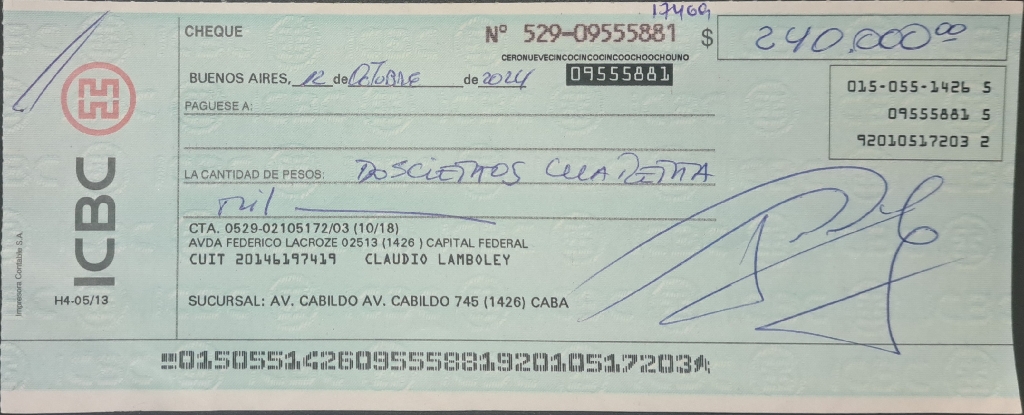 17469
CHEQUE
Nº 529-09555881
$ 240.000.00
CERONUEVECINCOCINCOCINCOOCHOOCHOUNO
09555881
BUENOS AIRES, 12 de OCTUBRE de 2024
015-055-1426 5
09555881 5
92010517203 2
PAGUESE A:
LA CANTIDAD DE PESOS: DOSCIENTOS CUARENTA
MIL
CTA. 0529-02105172/03 (10/18)
AVDA FEDERICO LACROZE 02513 (1426 ) CAPITAL FEDERAL
CUIT 20146197419 CLAUDIO LAMBOLEY
SUCURSAL: AV. CABILDO AV. CABILDO 745 (1426) CABA
ICBC
H4-05/13
Impresora Contable S.A.
01505514260955588192010517203